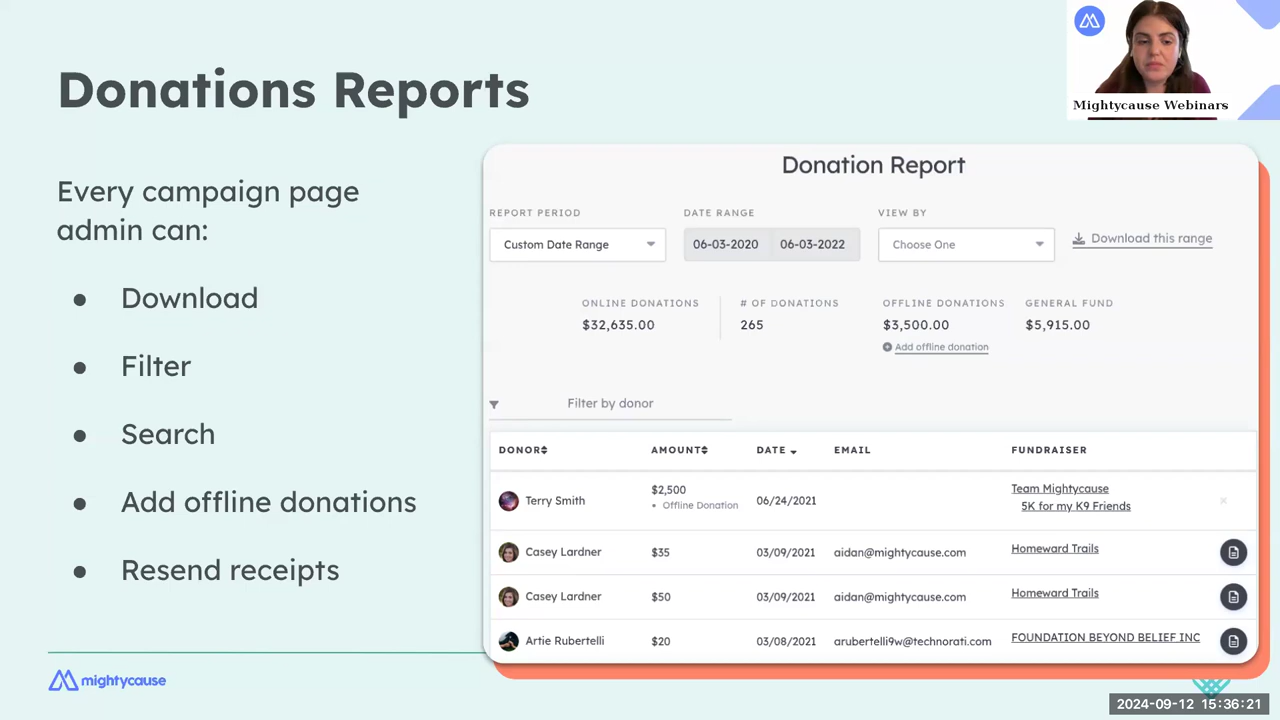 Mightycause Webinars
Donations Reports
Every campaign page
admin can:
● Download
● Filter
● Search
● Add offline donations
● Resend receipts
Donation Report
REPORT PERIOD DATE RANGE VIEW BY
Custom Date Range 06-03-2020 06-03-2022 Choose One Download this range
ONLINE DONATIONS # OF DONATIONS OFFLINE DONATIONS GENERAL FUND
$32,635.00 265 $3,500.00 $5,915.00
Add offline donation
Filter by donor
DONOR AMOUNT DATE EMAIL FUNDRAISER
Terry Smith $2,500 06/24/2021 Team Mightycause
• Offline Donation 5K for my K9 Friends
Casey Lardner $35 03/09/2021 aidan@mightycause.com Homeward Trails
Casey Lardner $50 03/09/2021 aidan@mightycause.com Homeward Trails
Artie Rubertelli $20 03/08/2021 arubertelli9w@technorati.com FOUNDATION BEYOND BELIEF INC
mightycause
2024-09-12 15:36:21